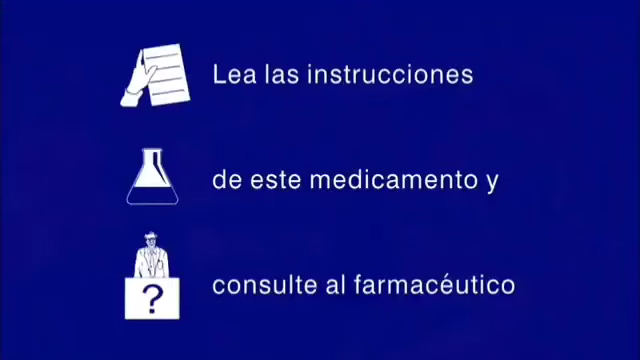 Lea las instrucciones
de este medicamento y
consulte al farmacéutico
?